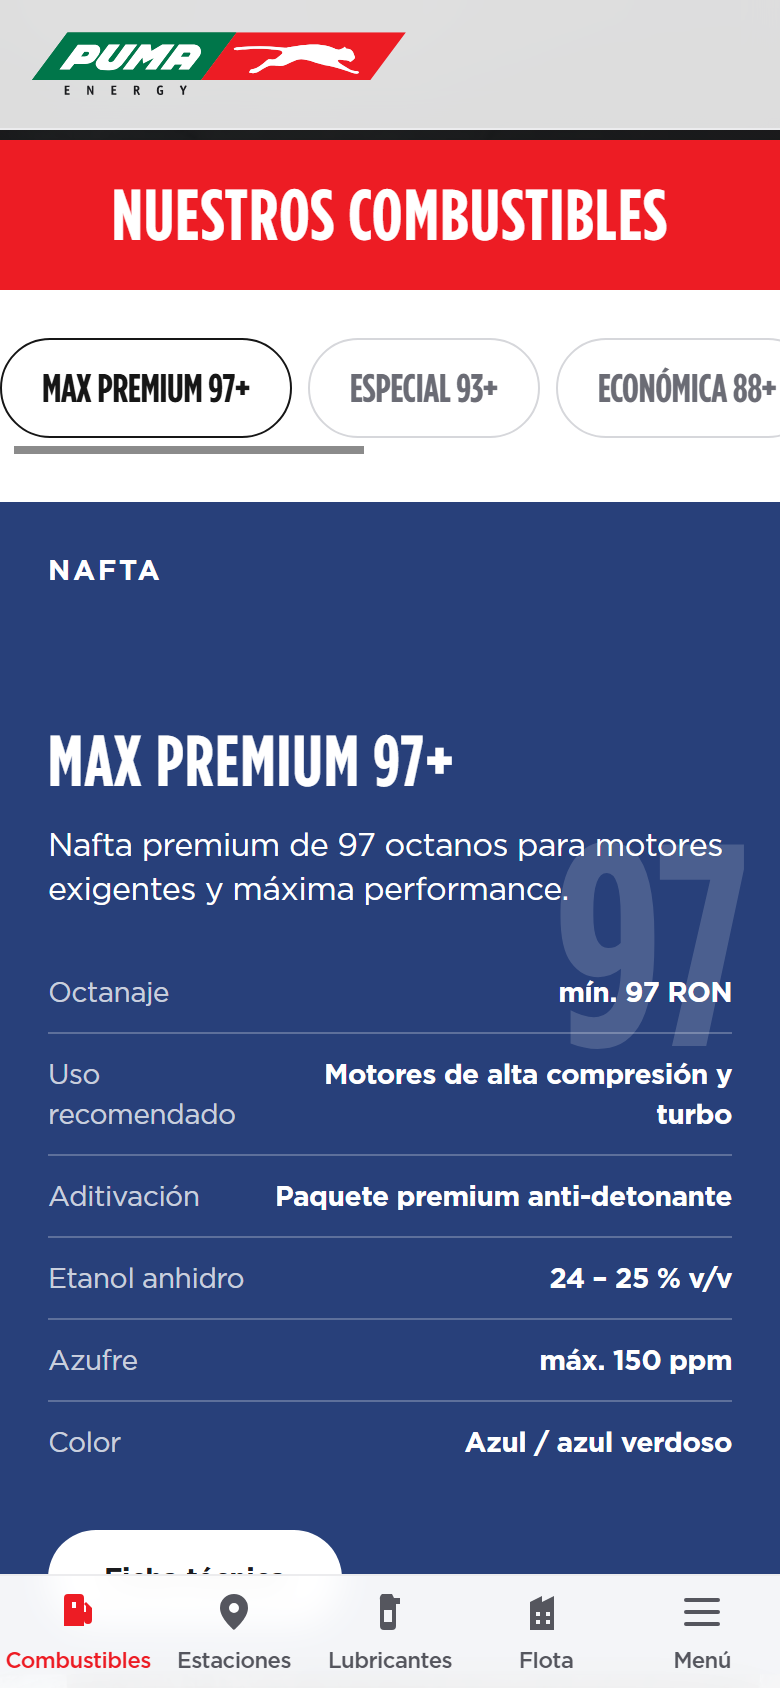 PUMA
ENERGY
NUESTROS COMBUSTIBLES
MAX PREMIUM 97+
ESPECIAL 93+
ECONÓMICA 88+
NAFTA
MAX PREMIUM 97+
Nafta premium de 97 octanos para motores
exigentes y máxima performance.
97
Octanaje mín. 97 RON
Uso recomendado Motores de alta compresión y
turbo
Aditivación Paquete premium anti-detonante
Etanol anhidro 24 – 25 % v/v
Azufre máx. 150 ppm
Color Azul / azul verdoso
Ficha técnica
Combustibles
Estaciones
Lubricantes
Flota
Menú